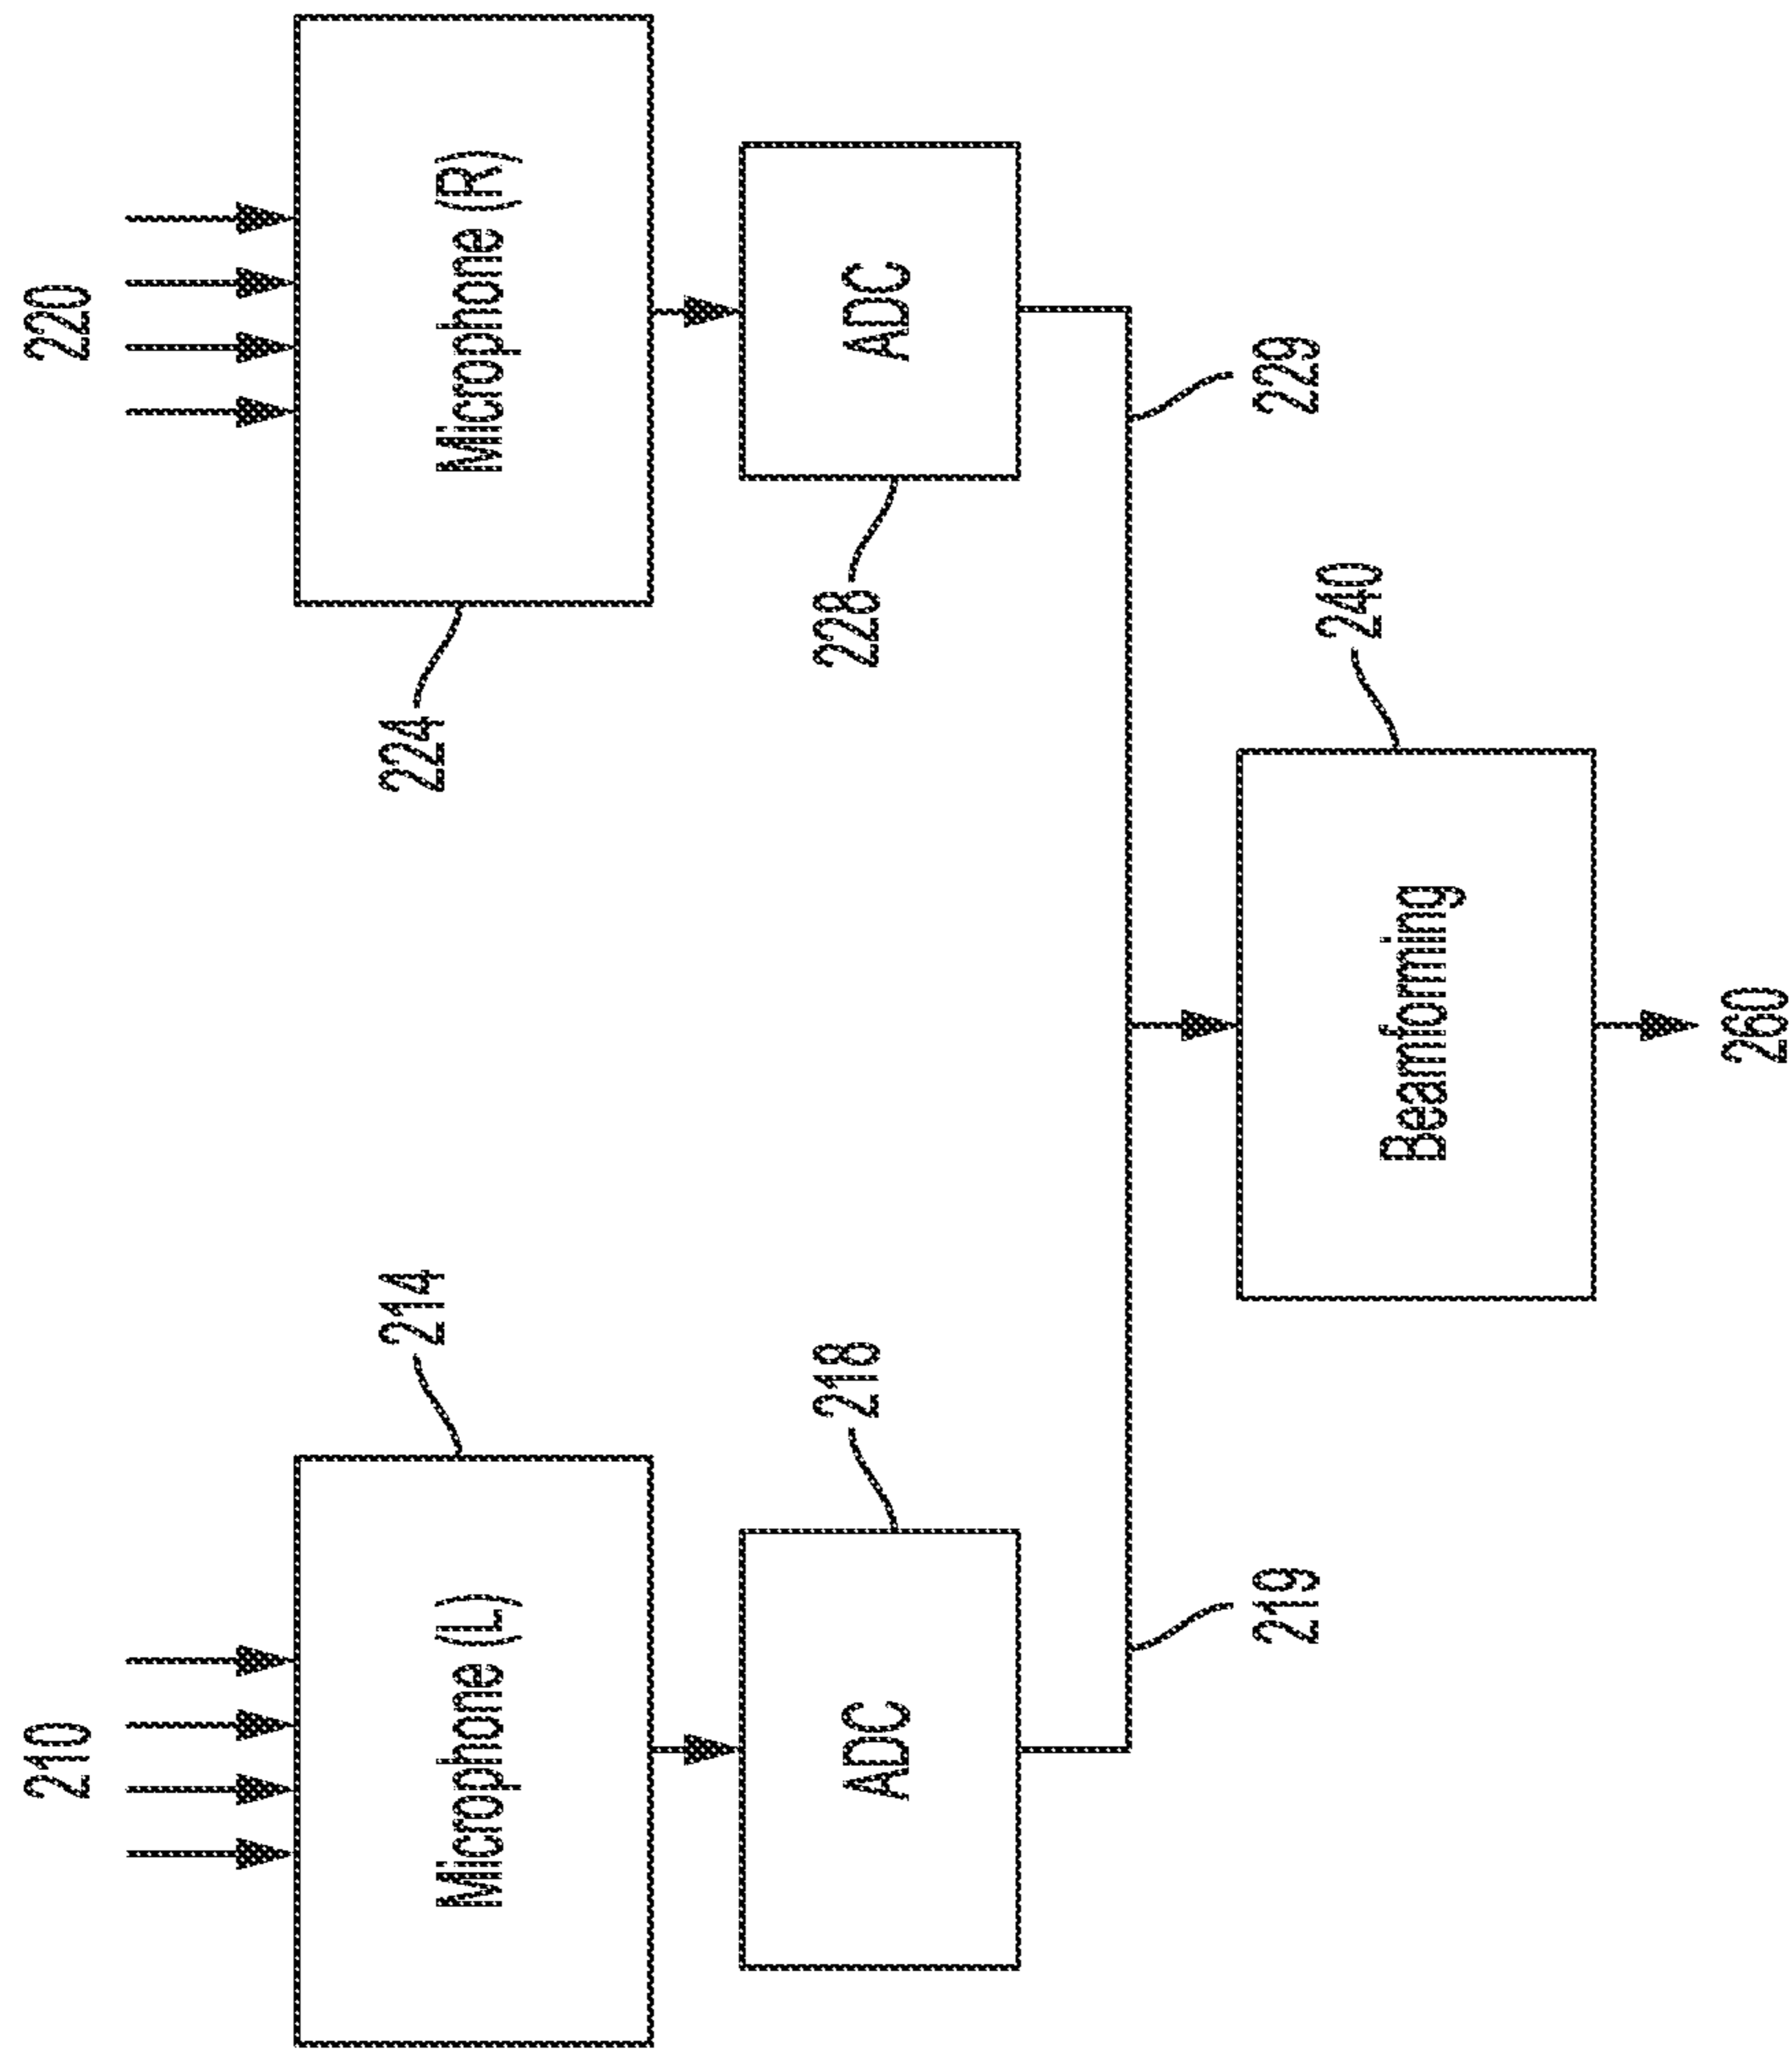 210
220
Microphone (L)
214
224
Microphone (R)
ADC
218
228
ADC
219
229
Beamforming
240
260